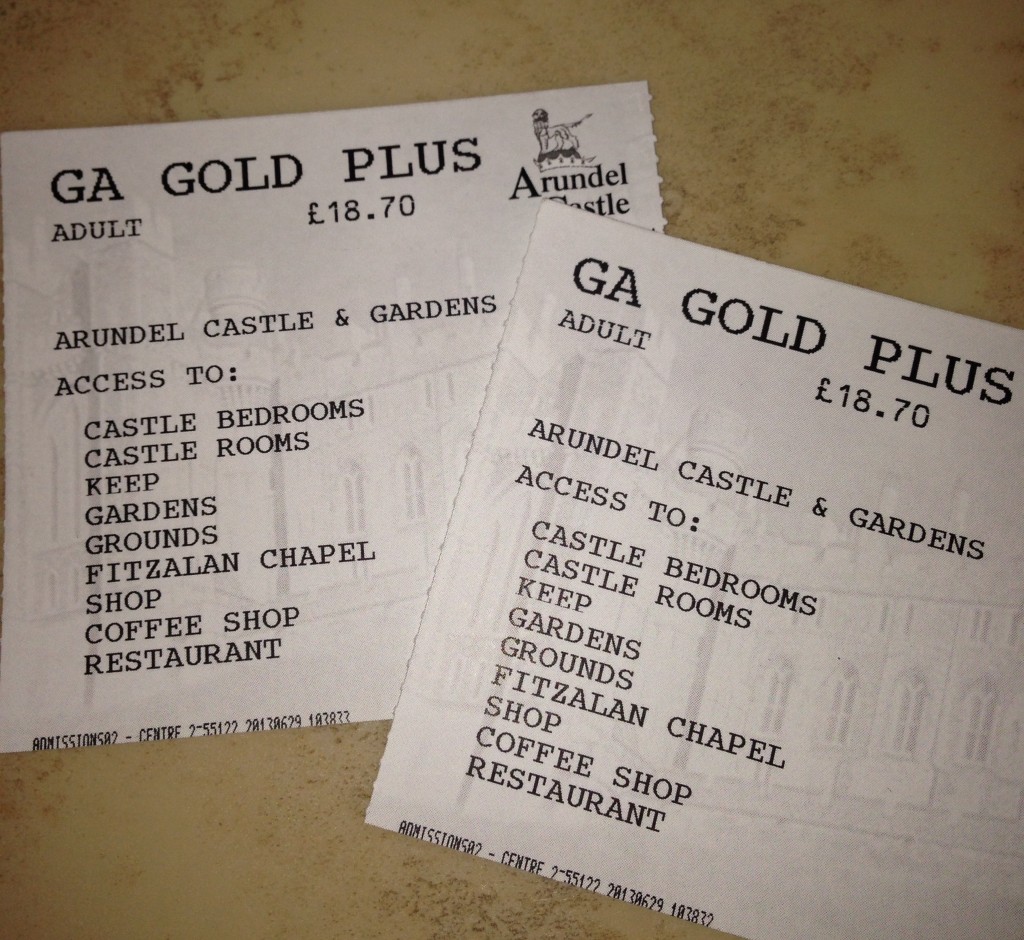 GA GOLD PLUS
ADULT £18.70
Arundel
Castle
ARUNDEL CASTLE & GARDENS
ACCESS TO:
CASTLE BEDROOMS
CASTLE ROOMS
KEEP
GARDENS
GROUNDS
FITZALAN CHAPEL
SHOP
COFFEE SHOP
RESTAURANT
ADMISSIONS02 - CENTRE 2-55122 20130629 103833
GA GOLD PLUS
ADULT £18.70
ARUNDEL CASTLE & GARDENS
ACCESS TO:
CASTLE BEDROOMS
CASTLE ROOMS
KEEP
GARDENS
GROUNDS
FITZALAN CHAPEL
SHOP
COFFEE SHOP
RESTAURANT
ADMISSIONS02 - CENTRE 2-55122 20130629 103832